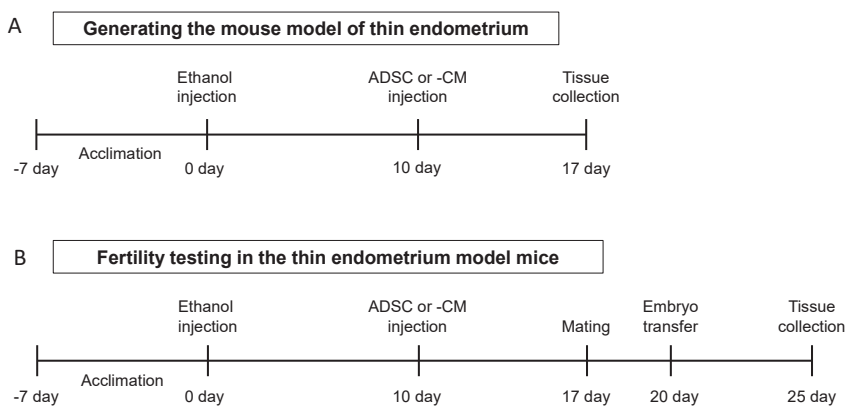 A
Generating the mouse model of thin endometrium
Ethanol
injection
ADSC or -CM
injection
Tissue
collection
Acclimation
-7 day
0 day
10 day
17 day
B
Fertility testing in the thin endometrium model mice
Ethanol
injection
ADSC or -CM
injection
Mating
Embryo
transfer
Tissue
collection
Acclimation
-7 day
0 day
10 day
17 day
20 day
25 day